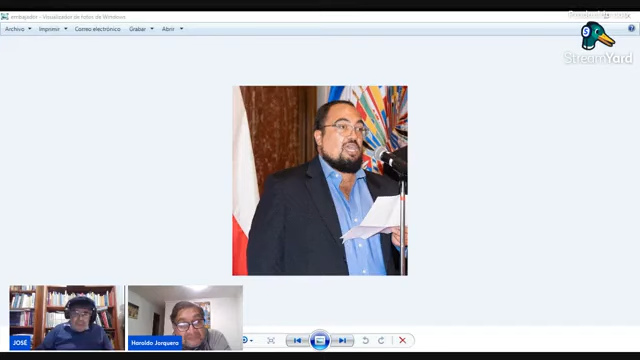 embajador - Visualizador de fotos de Windows
Archivo Imprimir Correo electrónico Grabar Abrir
StreamYard
JOSÉ
Haroldo Jorquera